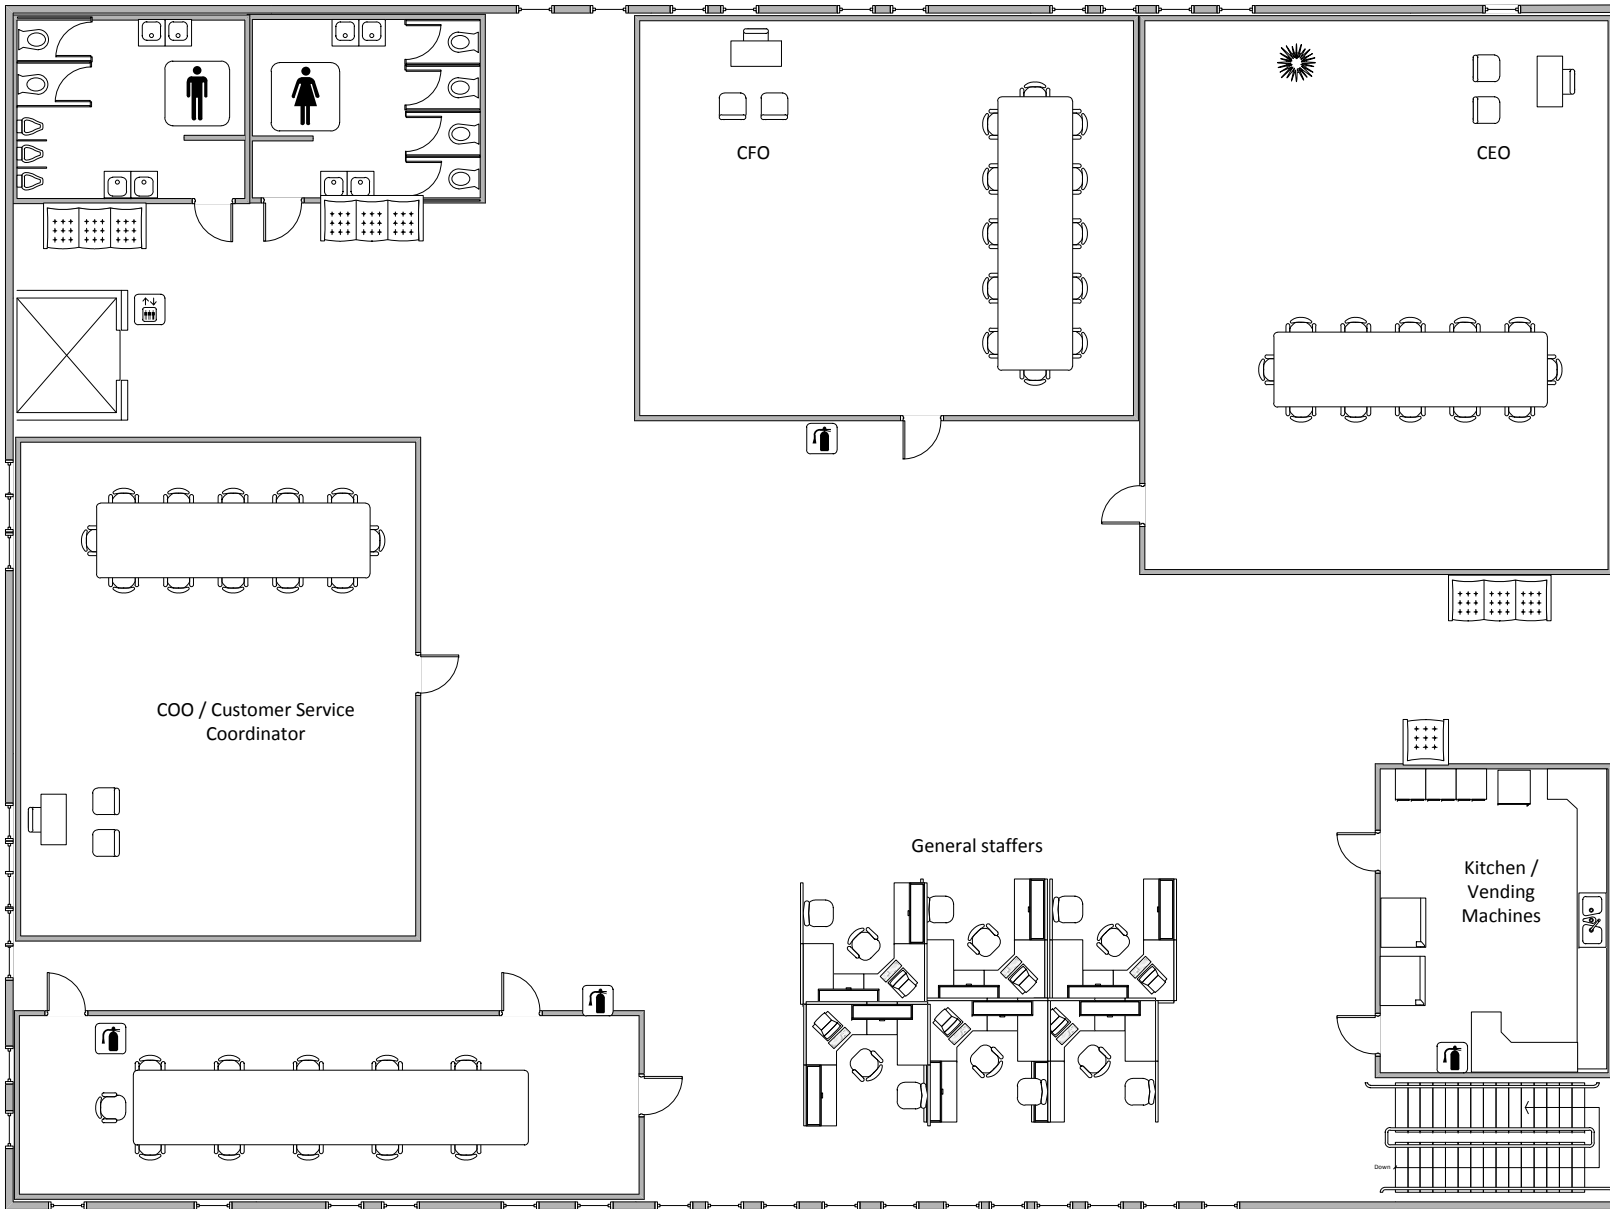 CFO
CEO
COO / Customer Service
Coordinator
General staffers
Kitchen /
Vending
Machines
Down